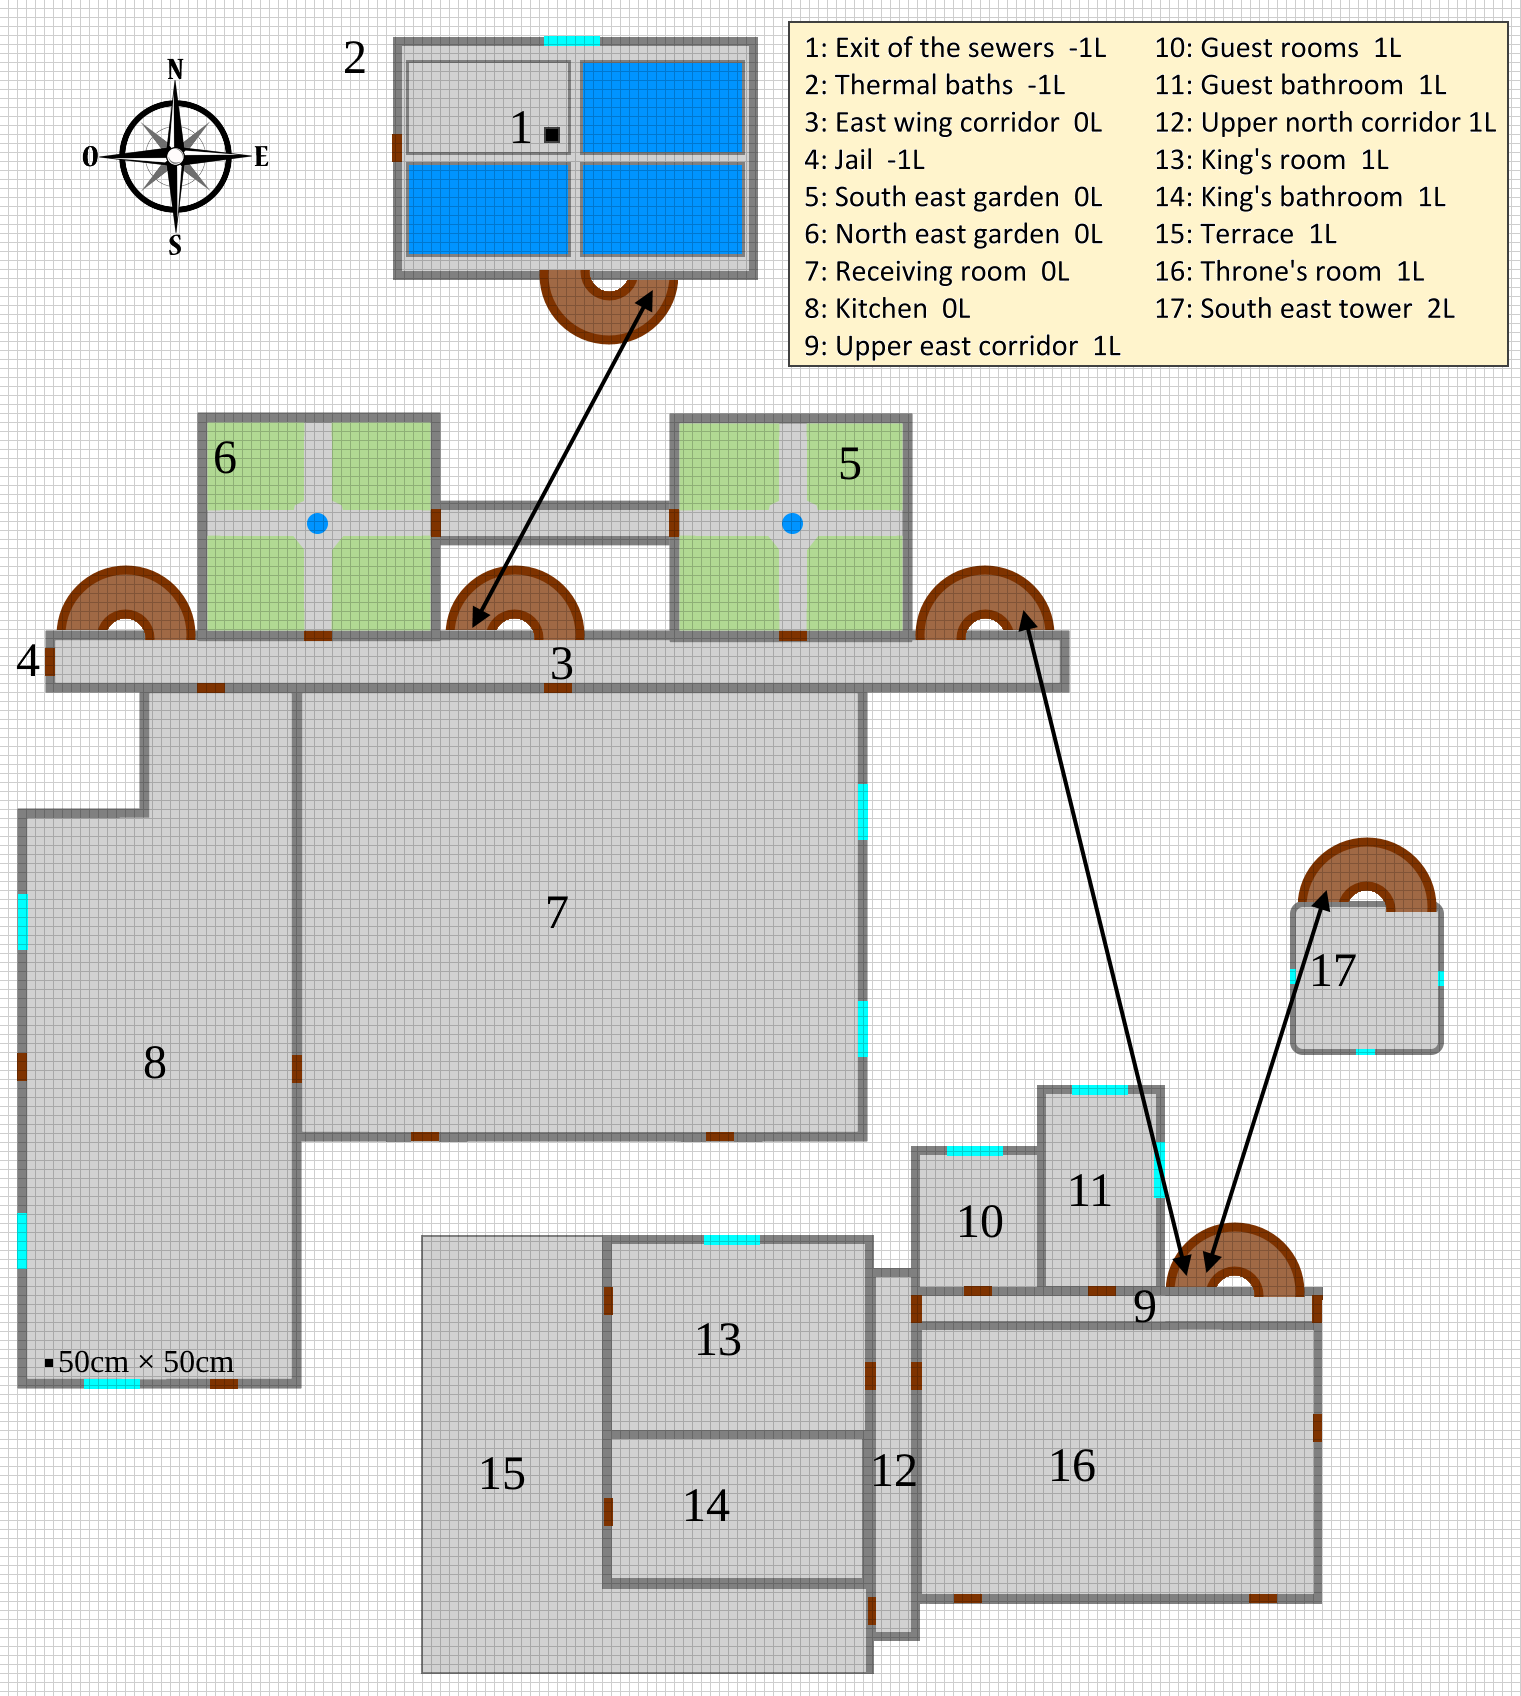 2
1: Exit of the sewers -1L
2: Thermal baths -1L
3: East wing corridor 0L
4: Jail -1L
5: South east garden 0L
6: North east garden 0L
7: Receiving room 0L
8: Kitchen 0L
9: Upper east corridor 1L
10: Guest rooms 1L
11: Guest bathroom 1L
12: Upper north corridor 1L
13: King's room 1L
14: King's bathroom 1L
15: Terrace 1L
16: Throne's room 1L
17: South east tower 2L
N
O
E
S
1
6
5
4
3
7
17
8
11
10
9
13
50cm × 50cm
12
16
15
14